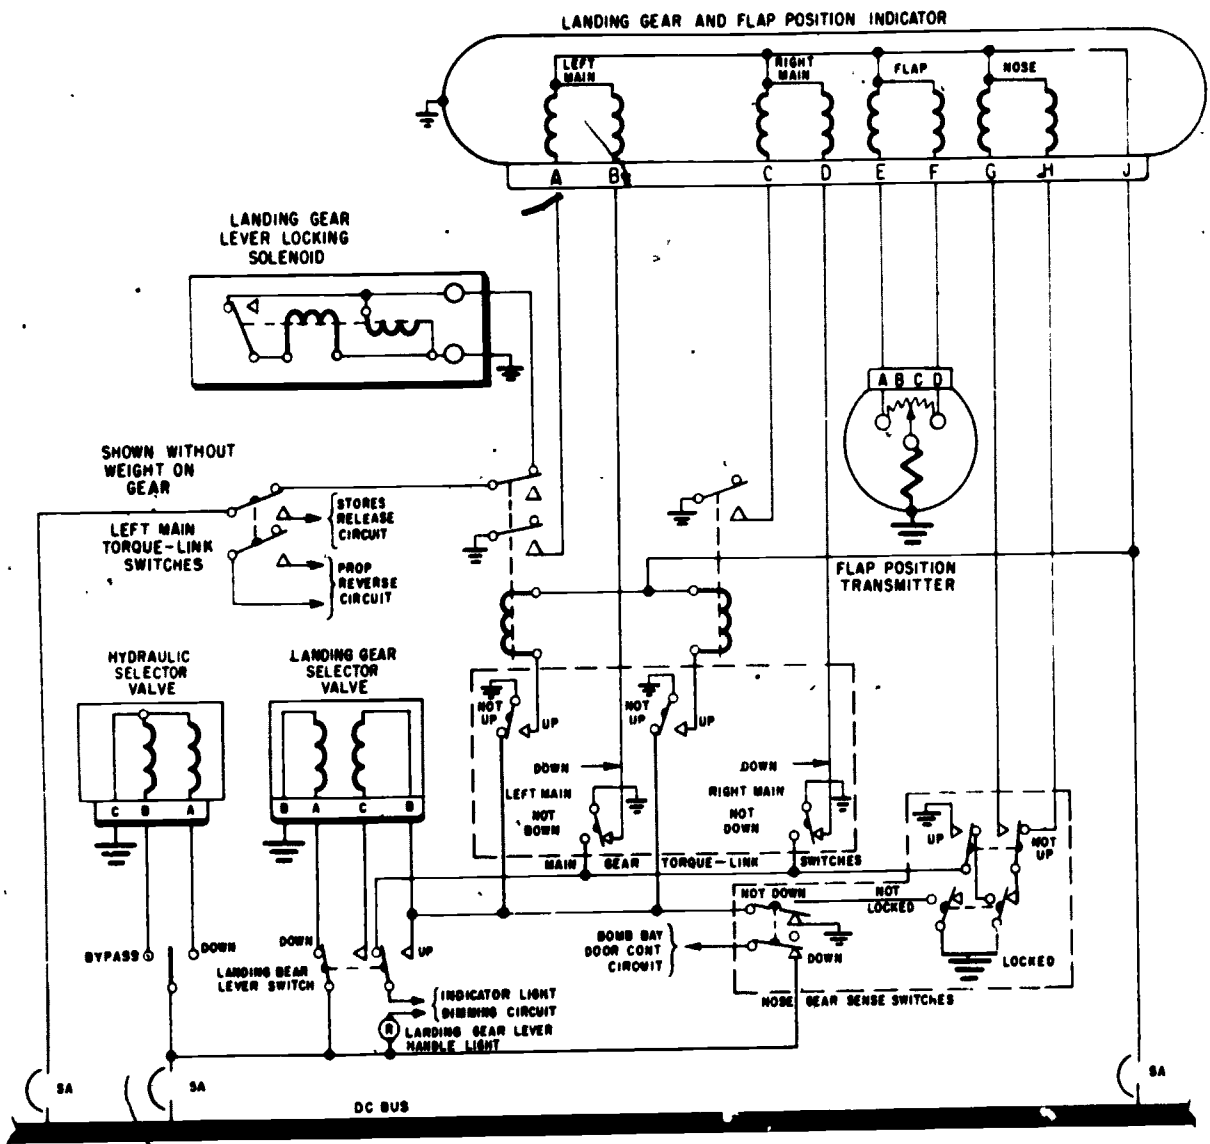 LANDING GEAR AND FLAP POSITION INDICATOR
LEFT
MAIN
RIGHT
MAIN
FLAP
NOSE
A B C D E F G H J
LANDING GEAR
LEVER LOCKING
SOLENOID
A B C D
SHOWN WITHOUT
WEIGHT ON
GEAR
STORES
RELEASE
CIRCUIT
LEFT MAIN
TORQUE-LINK
SWITCHES
PROP
REVERSE
CIRCUIT
FLAP POSITION
TRANSMITTER
HYDRAULIC
SELECTOR
VALVE
LANDING GEAR
SELECTOR
VALVE
NOT
UP
UP
NOT
UP
UP
DOWN
DOWN
LEFT MAIN
RIGHT MAIN
NOT
DOWN
NOT
DOWN
C B A
A C
UP
NOT
UP
MAIN GEAR TORQUE-LINK SWITCHES
NOT DOWN
NOT
LOCKED
BYPASS
DOWN
DOWN
UP
BOMB BAY
DOOR CONT
CIRCUIT
DOWN
LOCKED
LANDING GEAR
LEVER SWITCH
INDICATOR LIGHT
DIMMING CIRCUIT
NOSE GEAR SENSE SWITCHES
R
LANDING GEAR LEVER
HANDLE LIGHT
5A
5A
5A
DC BUS